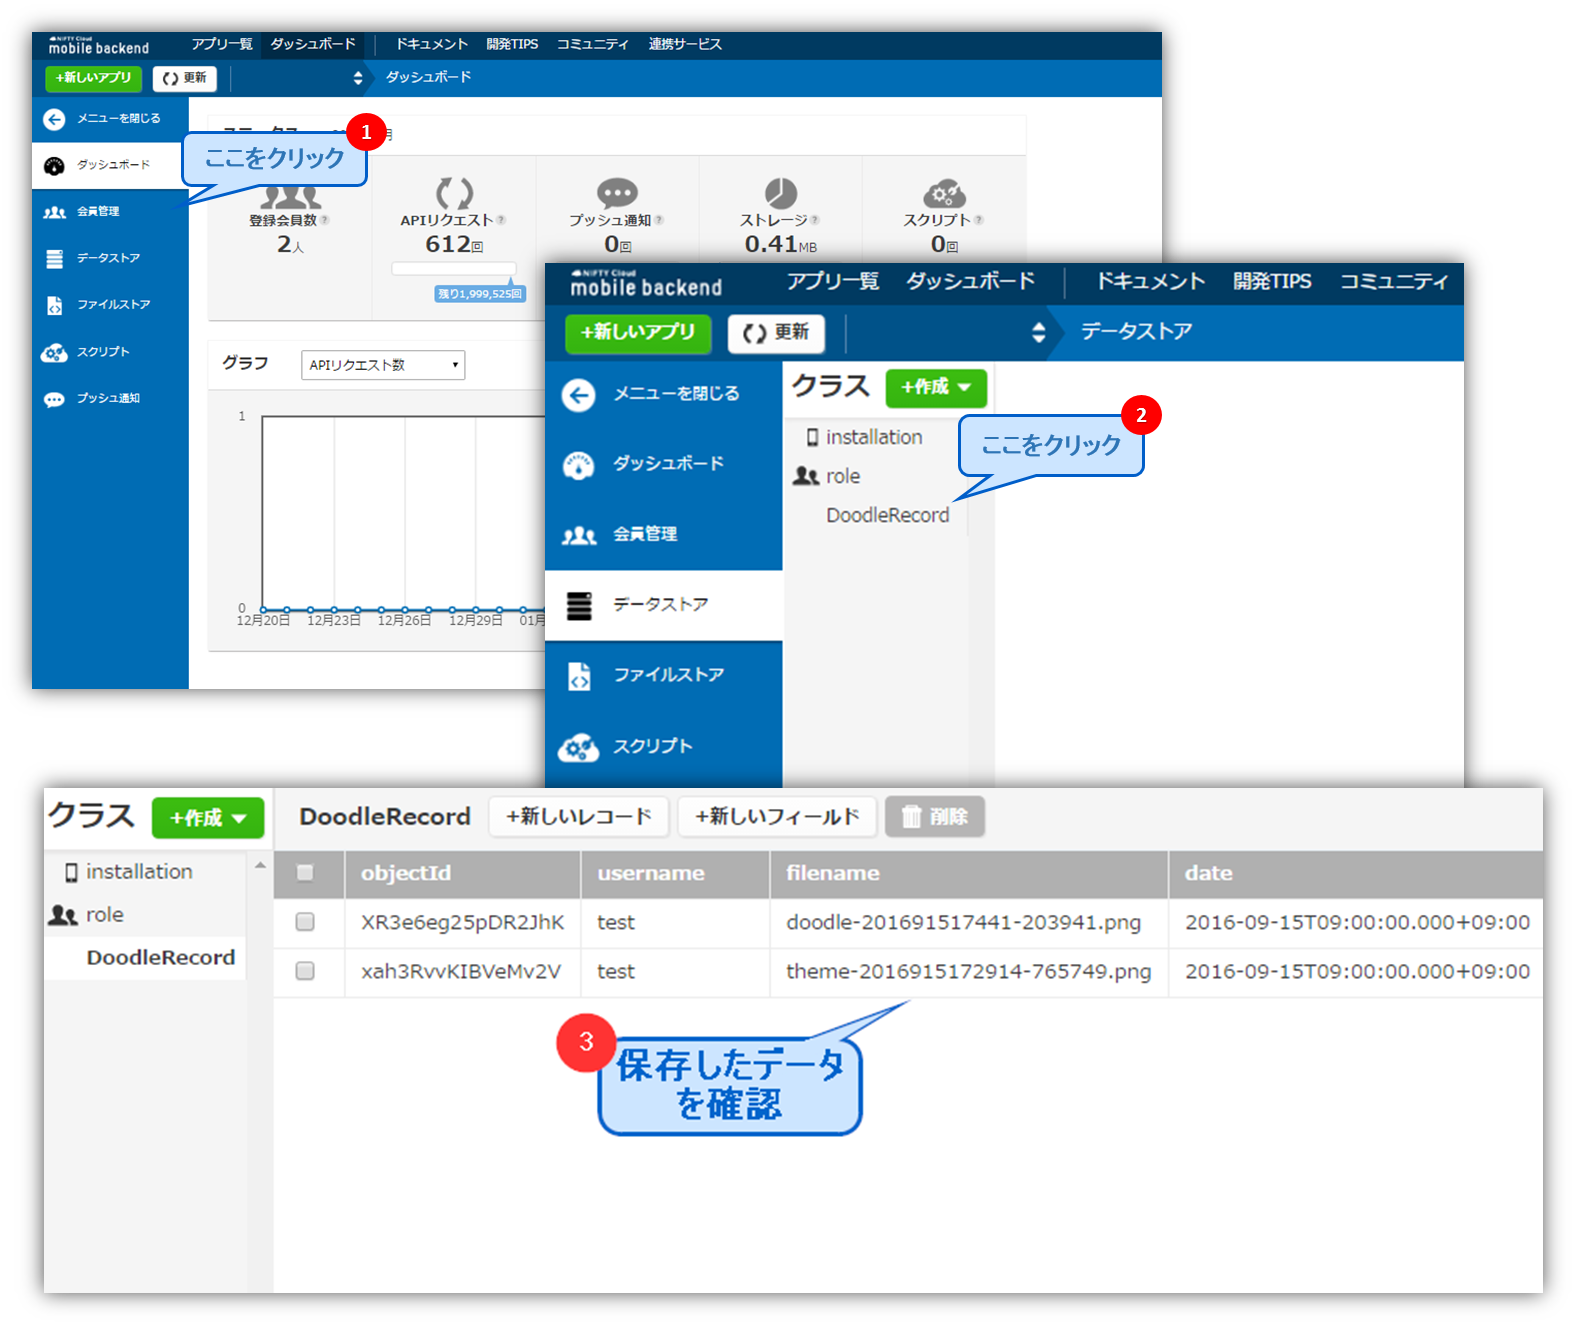 NIFTY Cloud
mobile backend
アプリ一覧 ダッシュボード ドキュメント 開発TIPS コミュニティ 連携サービス
+新しいアプリ 更新 ダッシュボード
メニューを閉じる
ダッシュボード
会員管理
データストア
ファイルストア
スクリプト
プッシュ通知
月
1
ここをクリック
登録会員数 ?
2人
APIリクエスト ?
612回
残り1,999,525回
プッシュ通知 ?
0回
ストレージ ?
0.41MB
スクリプト ?
0回
グラフ APIリクエスト数
1
0
12月20日 12月23日 12月26日 12月29日 01月
NIFTY Cloud
mobile backend
アプリ一覧 ダッシュボード ドキュメント 開発TIPS コミュニティ
+新しいアプリ 更新 データストア
メニューを閉じる
ダッシュボード
会員管理
データストア
ファイルストア
スクリプト
クラス +作成
installation
role
DoodleRecord
2
ここをクリック
クラス +作成
installation
role
DoodleRecord
DoodleRecord +新しいレコード +新しいフィールド 削除
objectId username filename date
XR3e6eg25pDR2JhK test doodle-201691517441-203941.png 2016-09-15T09:00:00.000+09:00
xah3RvvKIBVeMv2V test theme-2016915172914-765749.png 2016-09-15T09:00:00.000+09:00
3
保存したデータ
を確認